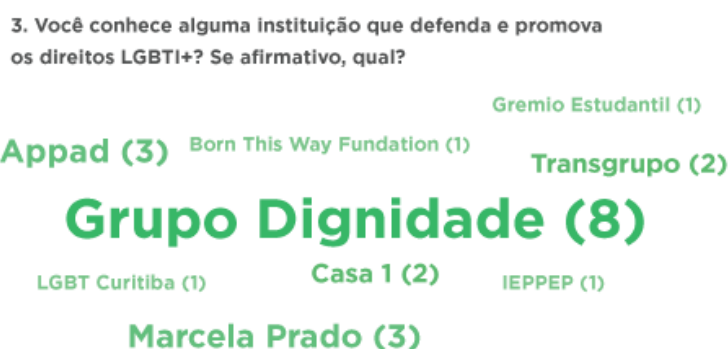 3. Você conhece alguma instituição que defenda e promova
os direitos LGBTI+? Se afirmativo, qual?
Gremio Estudantil (1)
Appad (3)
Born This Way Fundation (1)
Transgrupo (2)
Grupo Dignidade (8)
LGBT Curitiba (1)
Casa 1 (2)
IEPPEP (1)
Marcela Prado (3)